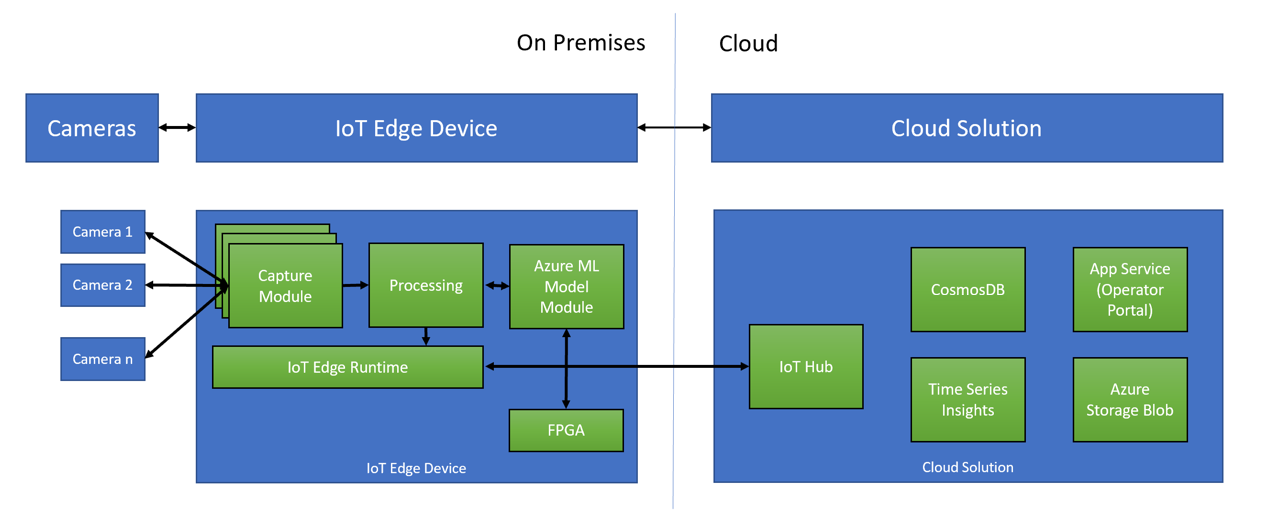 On Premises
Cloud
Cameras
IoT Edge Device
Cloud Solution
Camera 1
Camera 2
Camera n
Capture
Module
Processing
Azure ML
Model
Module
IoT Edge Runtime
FPGA
IoT Edge Device
IoT Hub
CosmosDB
App Service
(Operator
Portal)
Time Series
Insights
Azure
Storage Blob
Cloud Solution